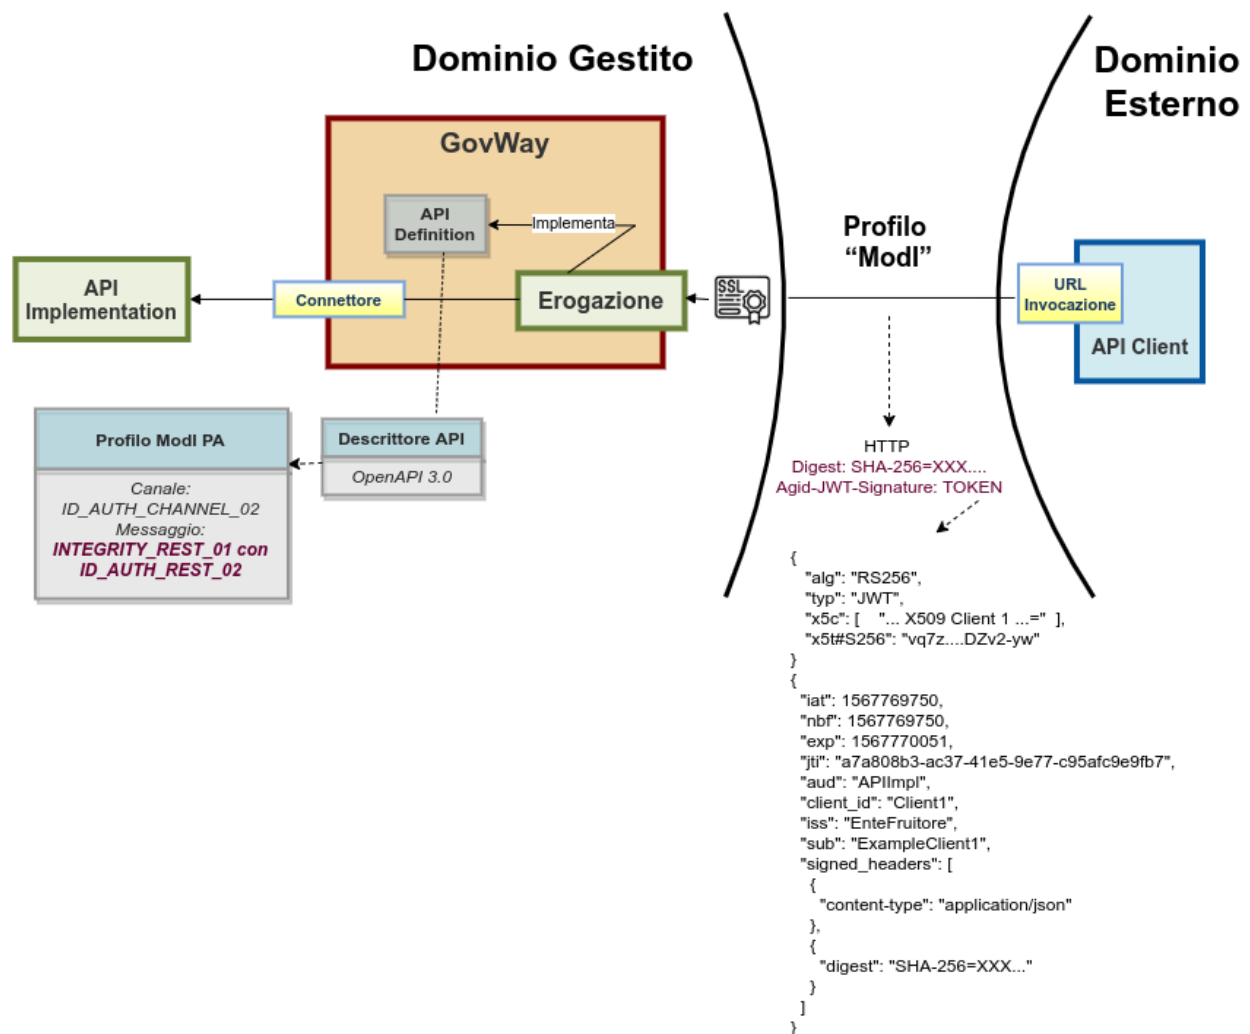 Dominio Gestito
Dominio
Esterno
GovWay
API
Definition
Implementa
Profilo
“ModI”
API
Implementation
Connettore
Erogazione
SSL
URL
Invocazione
API Client
Profilo ModI PA
Canale:
ID_AUTH_CHANNEL_02
Messaggio:
INTEGRITY_REST_01 con
ID_AUTH_REST_02
Descrittore API
OpenAPI 3.0
HTTP
Digest: SHA-256=XXX....
Agid-JWT-Signature: TOKEN
{
"alg": "RS256",
"typ": "JWT",
"x5c": [ "... X509 Client 1 ...=" ],
"x5t#S256": "vq7z....DZv2-yw"
}
{
"iat": 1567769750,
"nbf": 1567769750,
"exp": 1567770051,
"jti": "a7a808b3-ac37-41e5-9e77-c95afc9e9fb7",
"aud": "APIImpl",
"client_id": "Client1",
"iss": "EnteFruitore",
"sub": "ExampleClient1",
"signed_headers": [
{
"content-type": "application/json"
},
{
"digest": "SHA-256=XXX..."
}
]
}